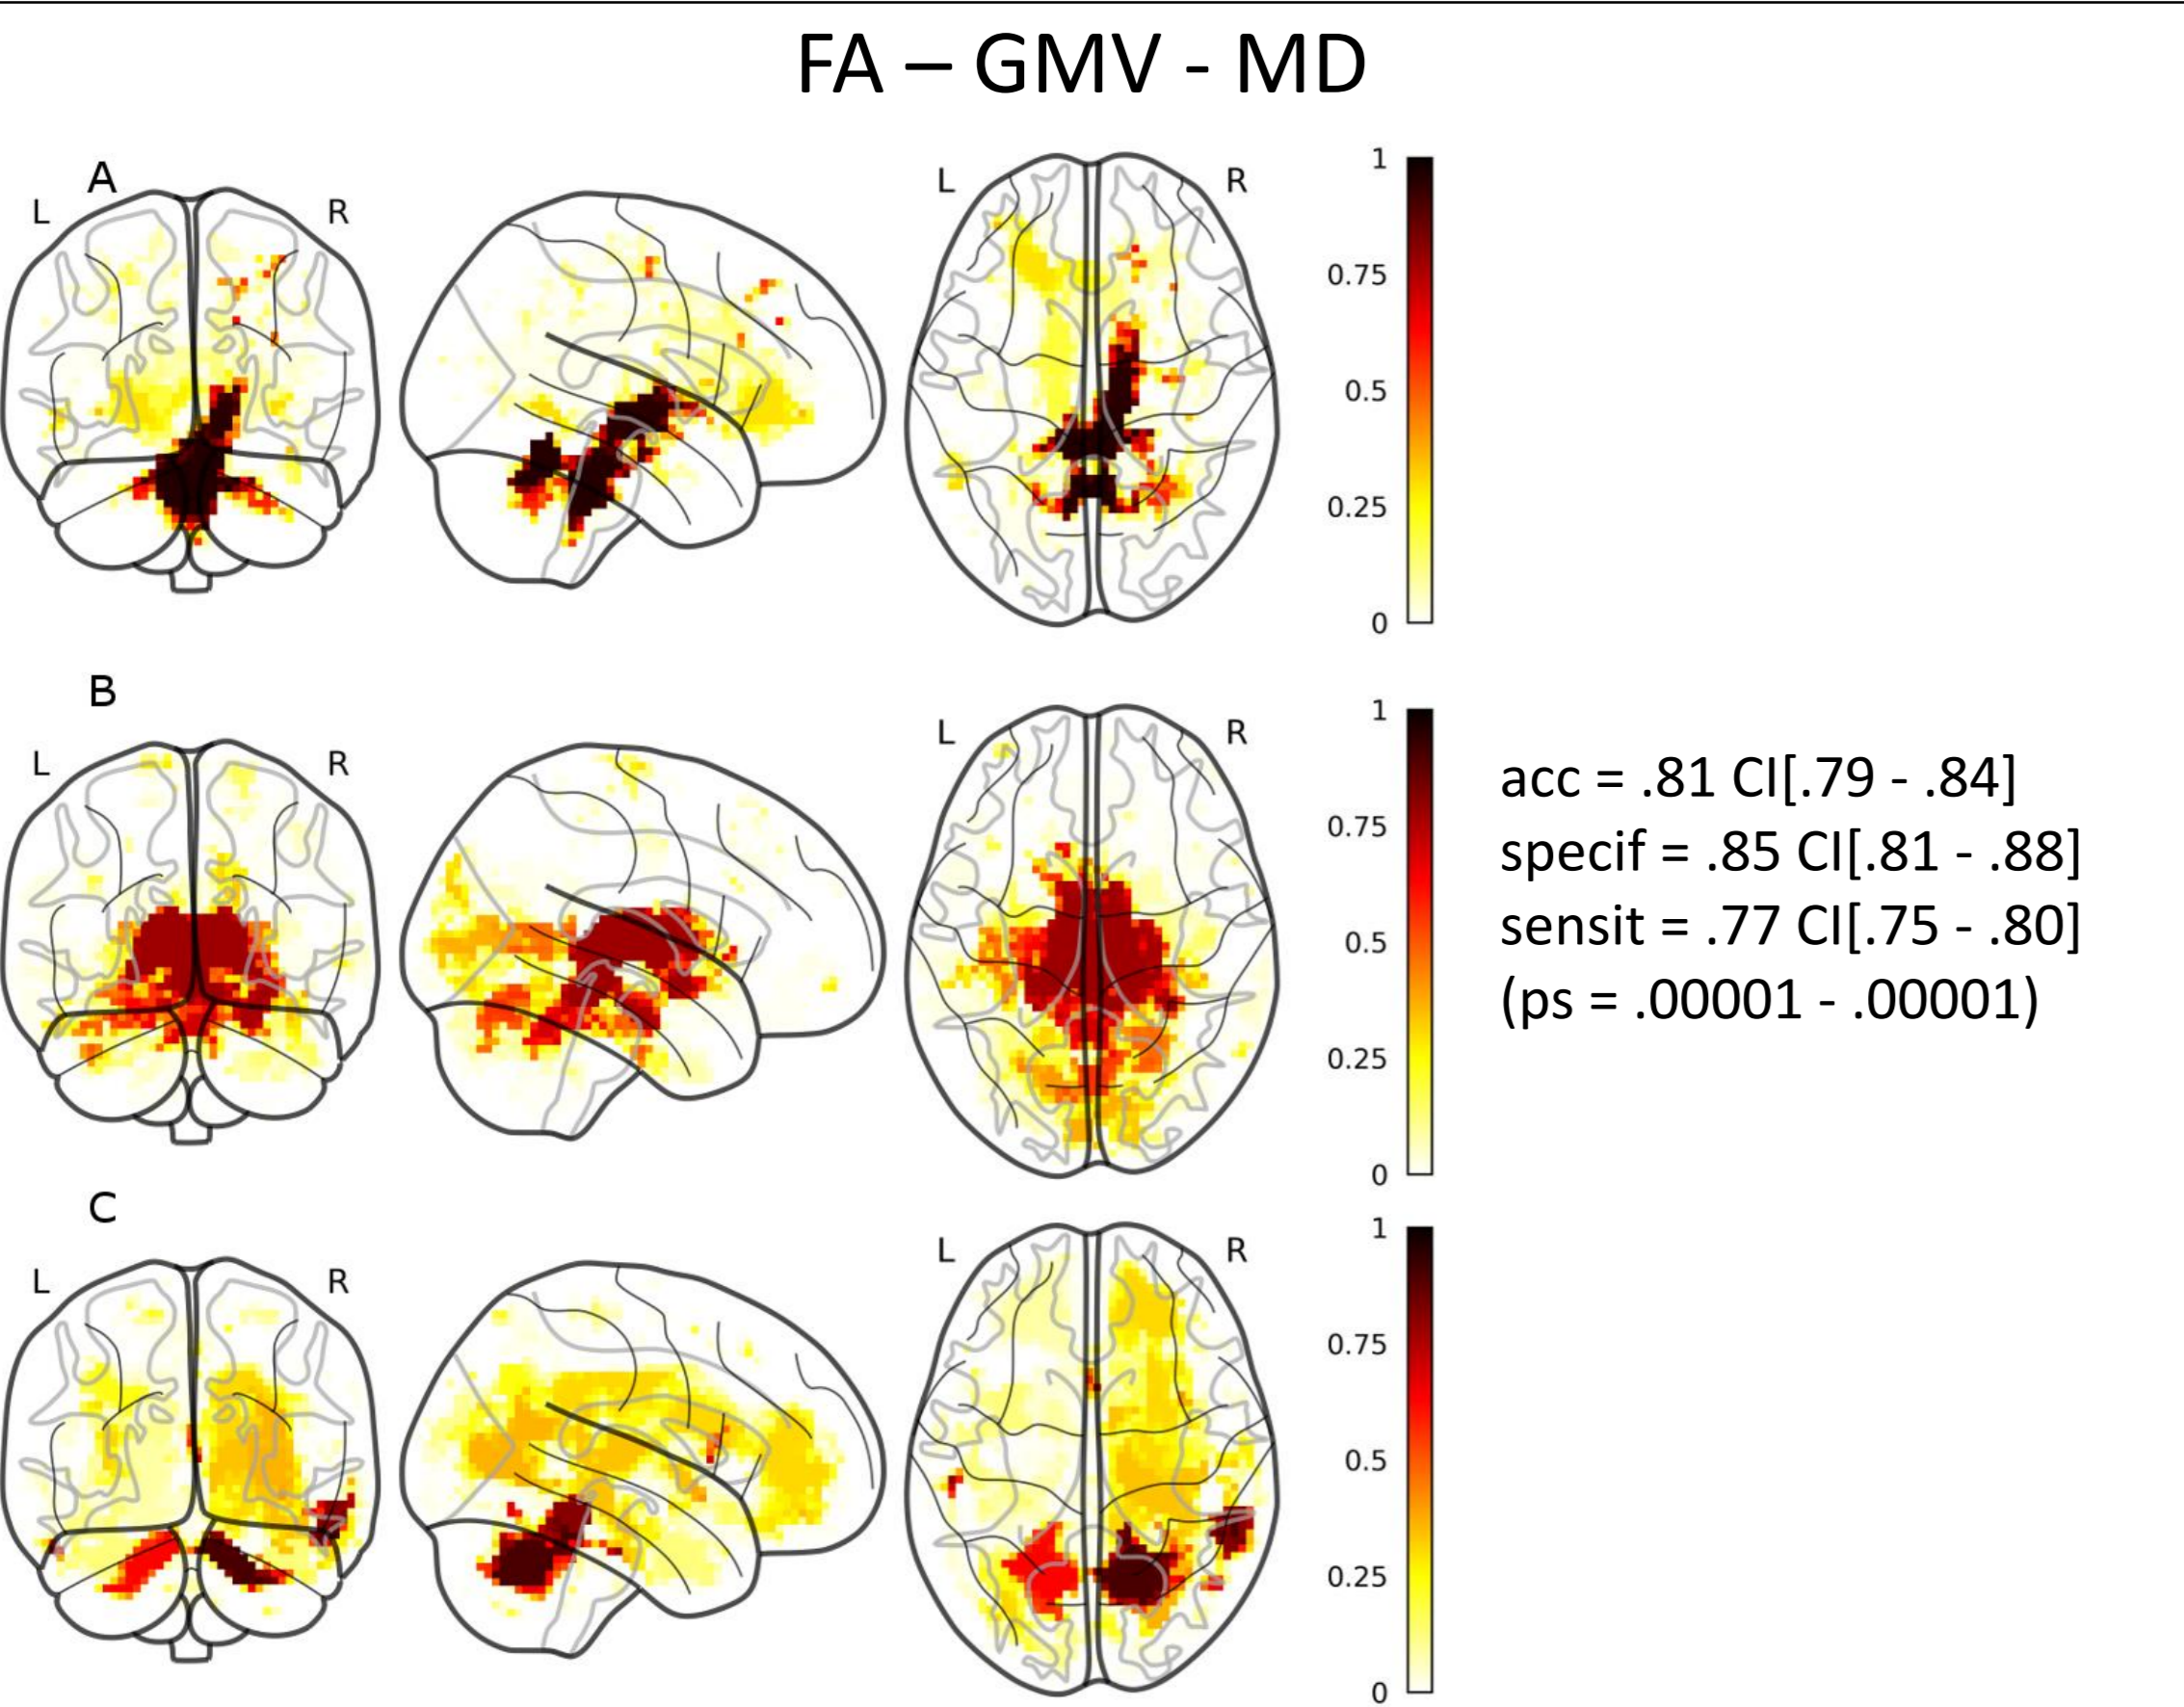 FA – GMV - MD
A
L R
L R
1
0.75
0.5
0.25
0
B
L R
L R
1
0.75
0.5
0.25
0
acc = .81 CI[.79 - .84]
specif = .85 CI[.81 - .88]
sensit = .77 CI[.75 - .80]
(ps = .00001 - .00001)
C
L R
L R
1
0.75
0.5
0.25
0